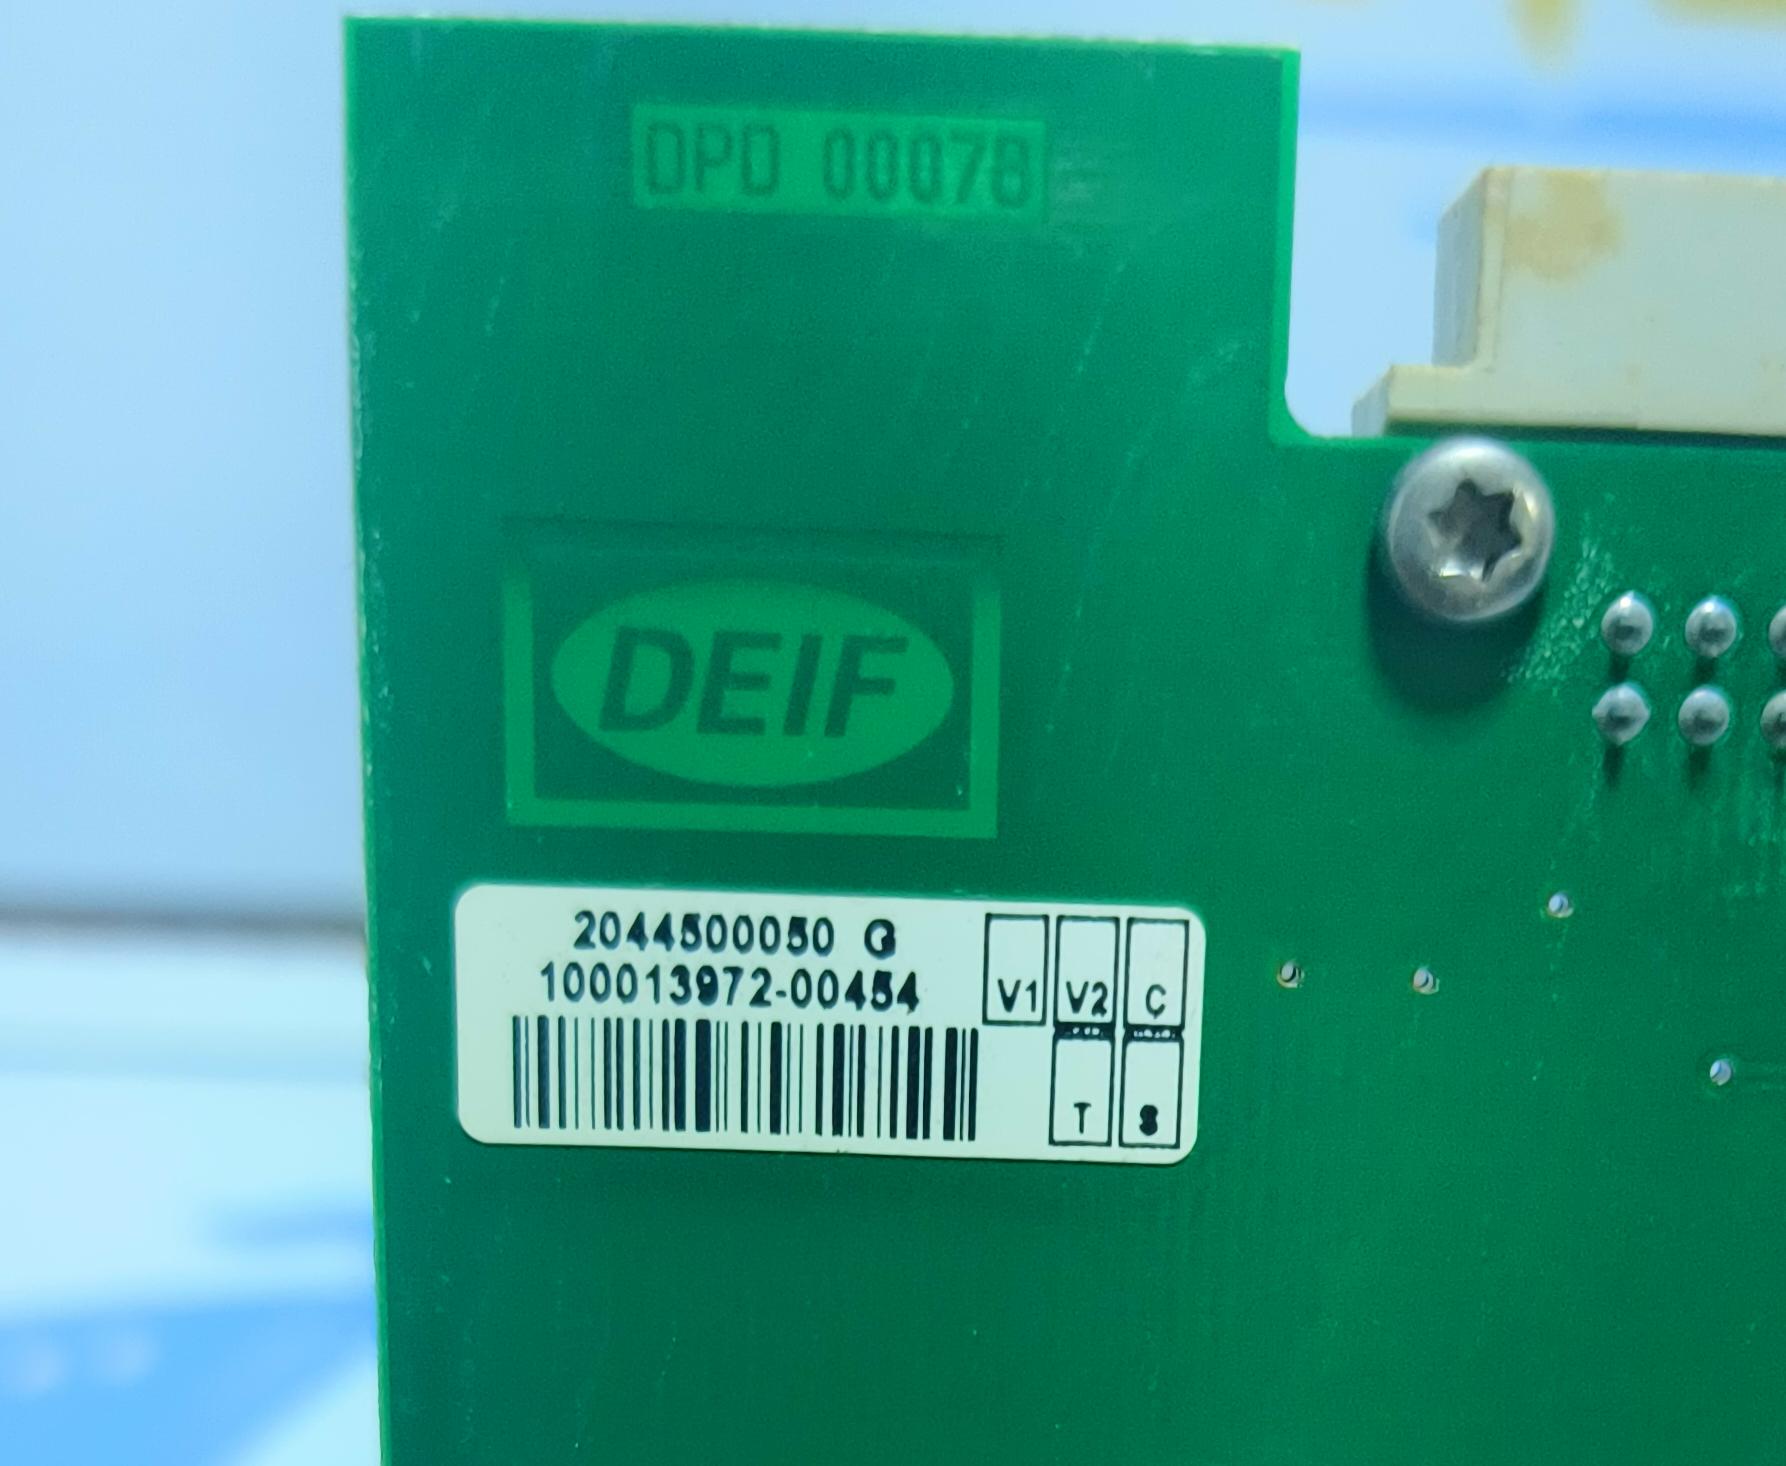 DPD 00078
DEIF
2044500050 G
100013972-00454
V1 V2 C
T S